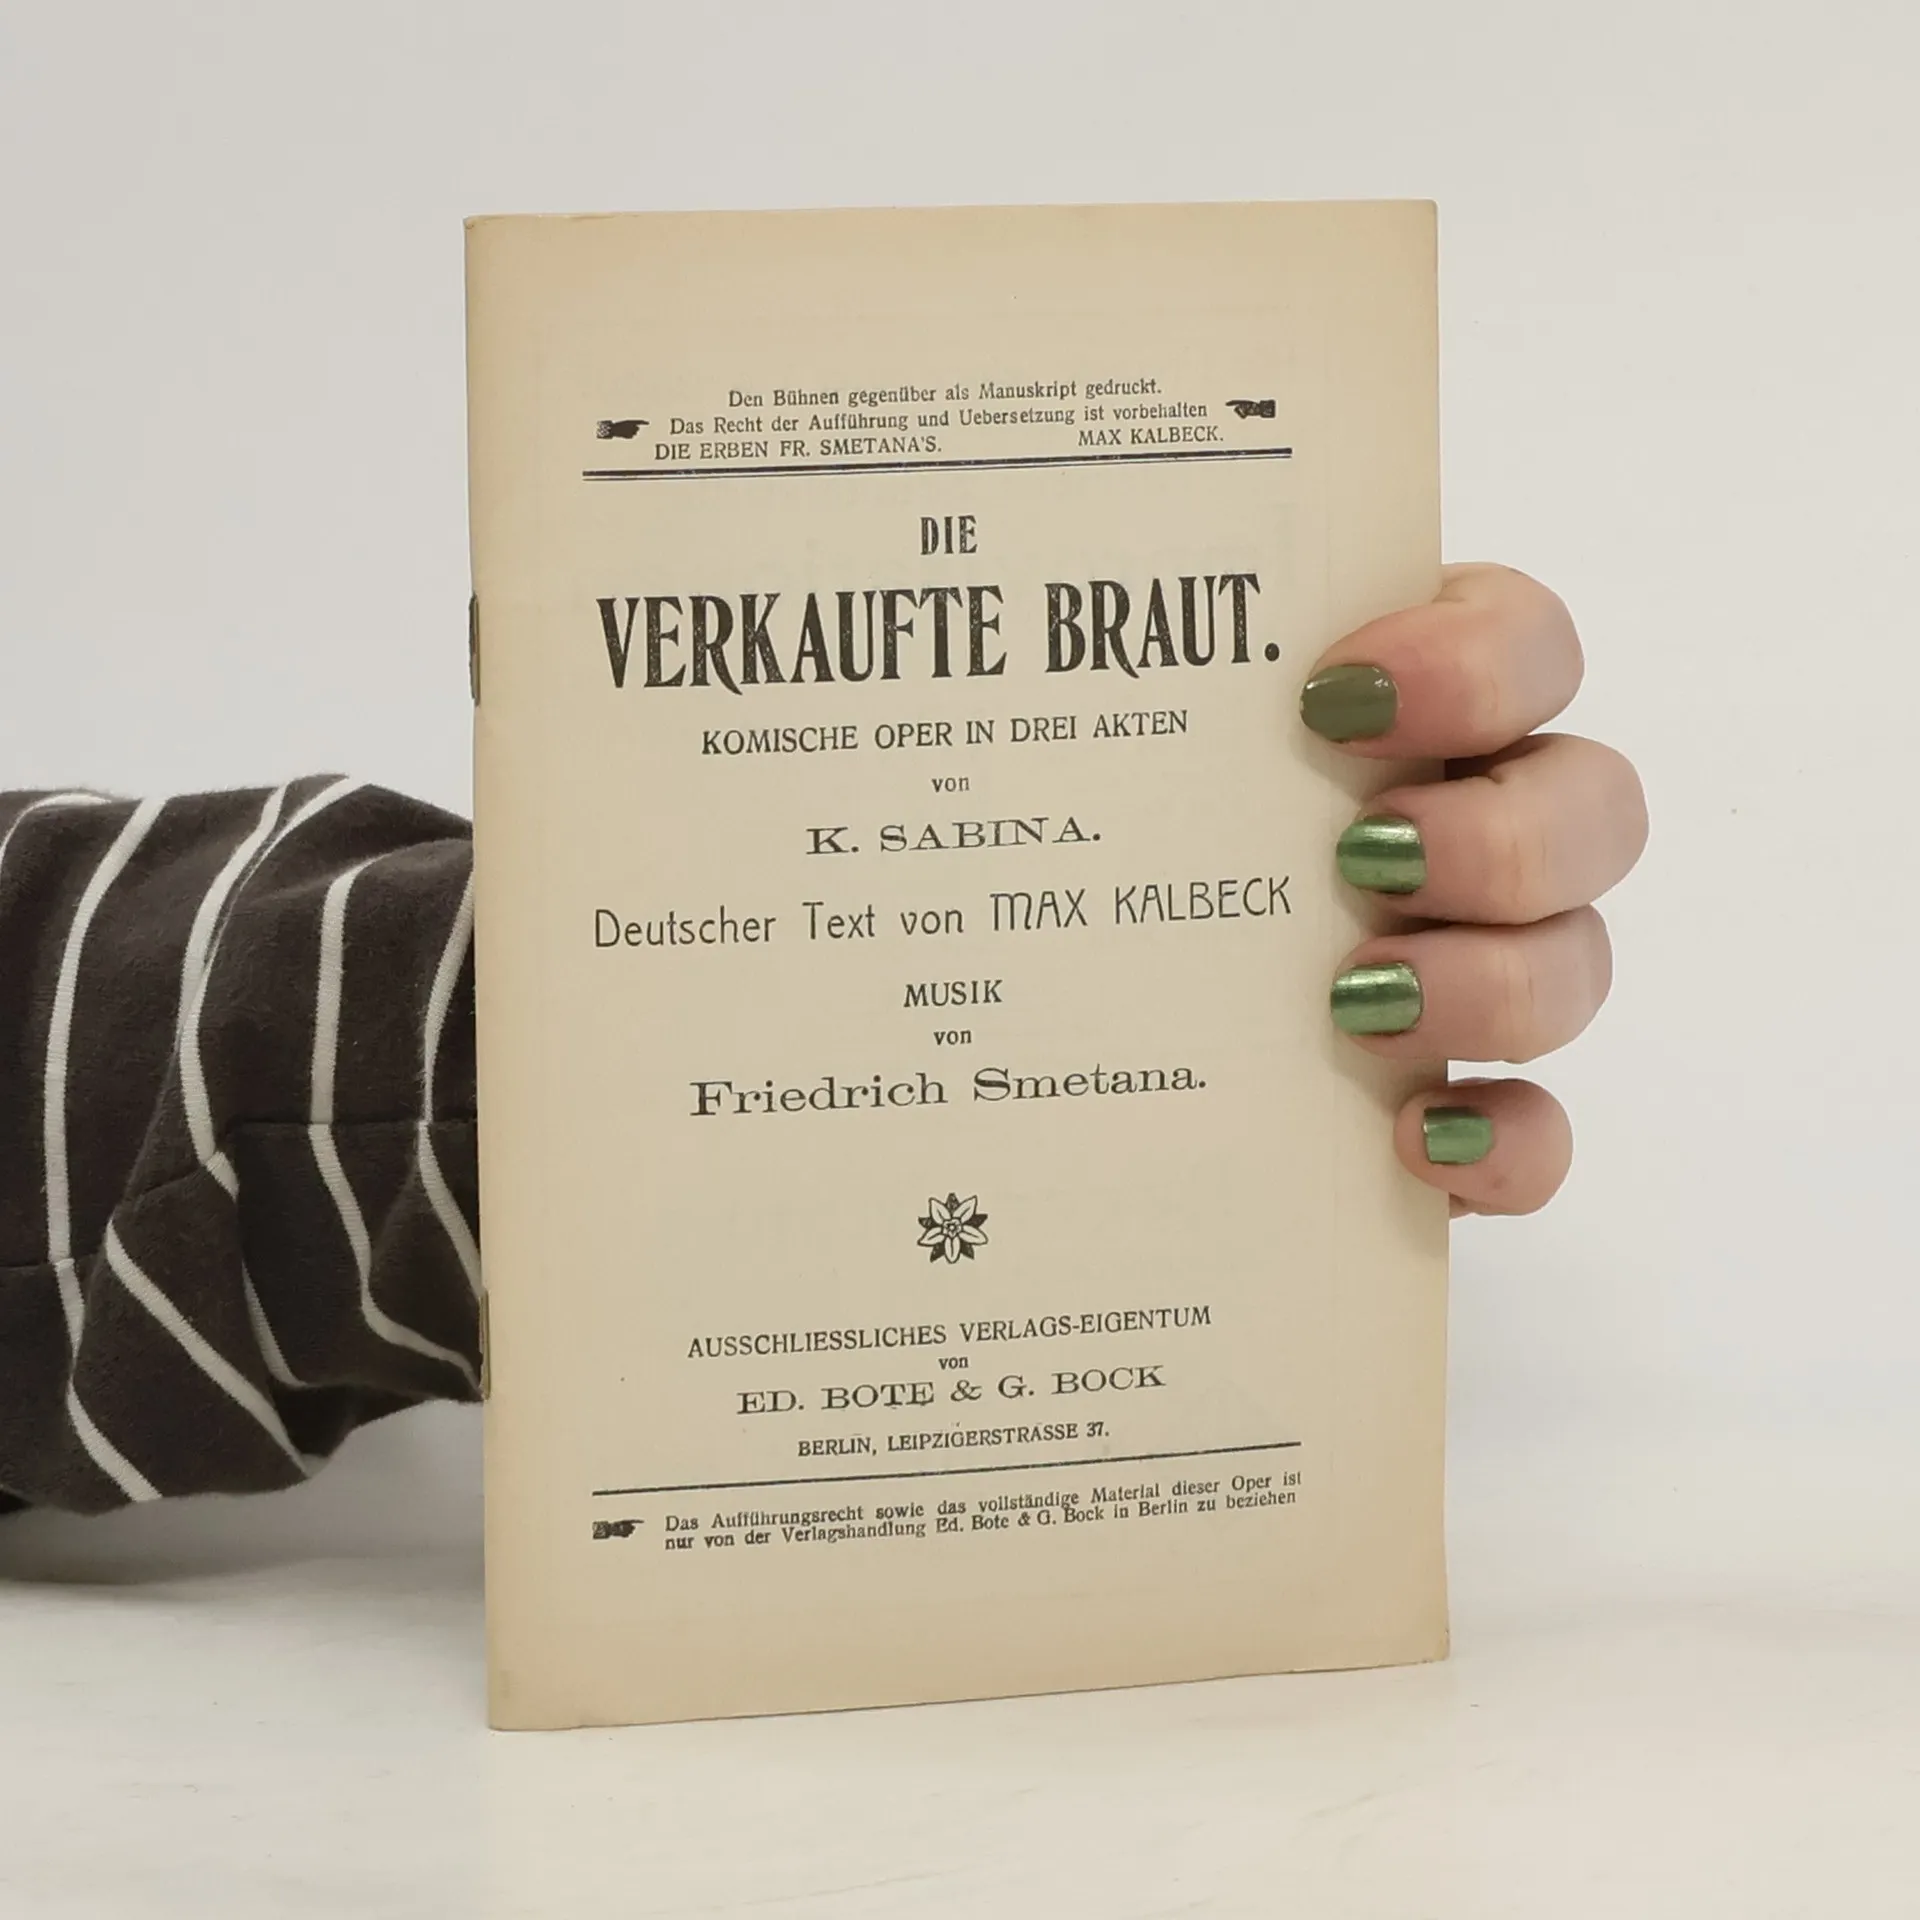 Den Bühnen gegenüber als Manuskript gedruckt.
Das Recht der Aufführung und Uebersetzung ist vorbehalten
DIE ERBEN FR. SMETANA'S. MAX KALBECK.
DIE
VERKAUFTE BRAUT.
KOMISCHE OPER IN DREI AKTEN
von
K. SABINA.
Deutscher Text von MAX KALBECK
MUSIK
von
Friedrich Smetana.
AUSSCHLIESSLICHES VERLAGS-EIGENTUM
von
ED. BOTE & G. BOCK
BERLIN, LEIPZIGERSTRASSE 37.
Das Aufführungsrecht sowie das vollständige Material dieser Oper ist
nur von der Verlagshandlung Ed. Bote & G. Bock in Berlin zu beziehen